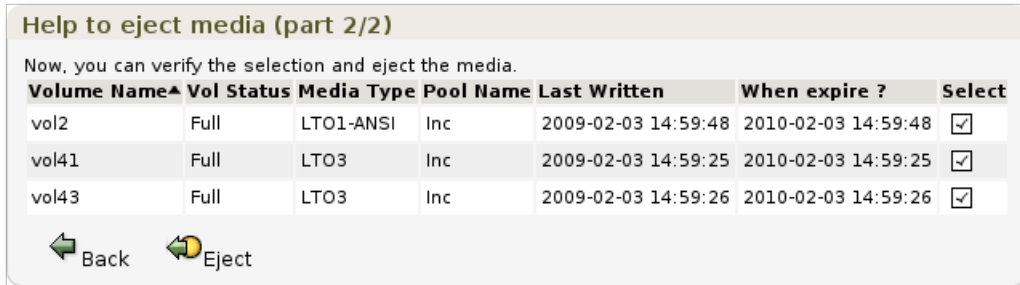 Help to eject media (part 2/2)
Now, you can verify the selection and eject the media.
Volume Name Vol Status Media Type Pool Name Last Written When expire ? Select
vol2 Full LTO1-ANSI Inc 2009-02-03 14:59:48 2010-02-03 14:59:48
vol41 Full LTO3 Inc 2009-02-03 14:59:25 2010-02-03 14:59:25
vol43 Full LTO3 Inc 2009-02-03 14:59:26 2010-02-03 14:59:26
Back Eject